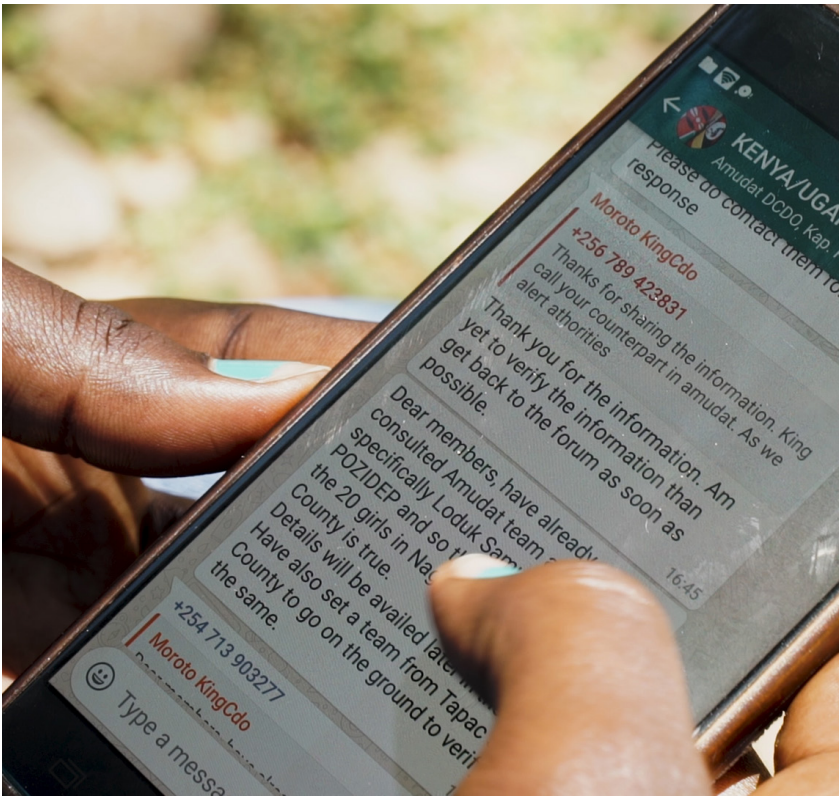 KENYA/UGA
Amudat DCDO, Kap
Please do contact them
response
Moroto KingCdo
+256 789 423831
Thanks for sharing the information. King
call your counterpart in amudat. As we
alert athorities
Thank you for the information. Am
yet to verify the information than
get back to the forum as soon as
possible.
16:45
Dear members, have already
consulted Amudat team
specifically Loduk
POZIDEP and so
the 20 girls in
County is true.
Details will be availed
Have also set a team from Tapac
County to go on the ground to
the same.
+254 713 903277
Moroto KingCdo
Type a messa